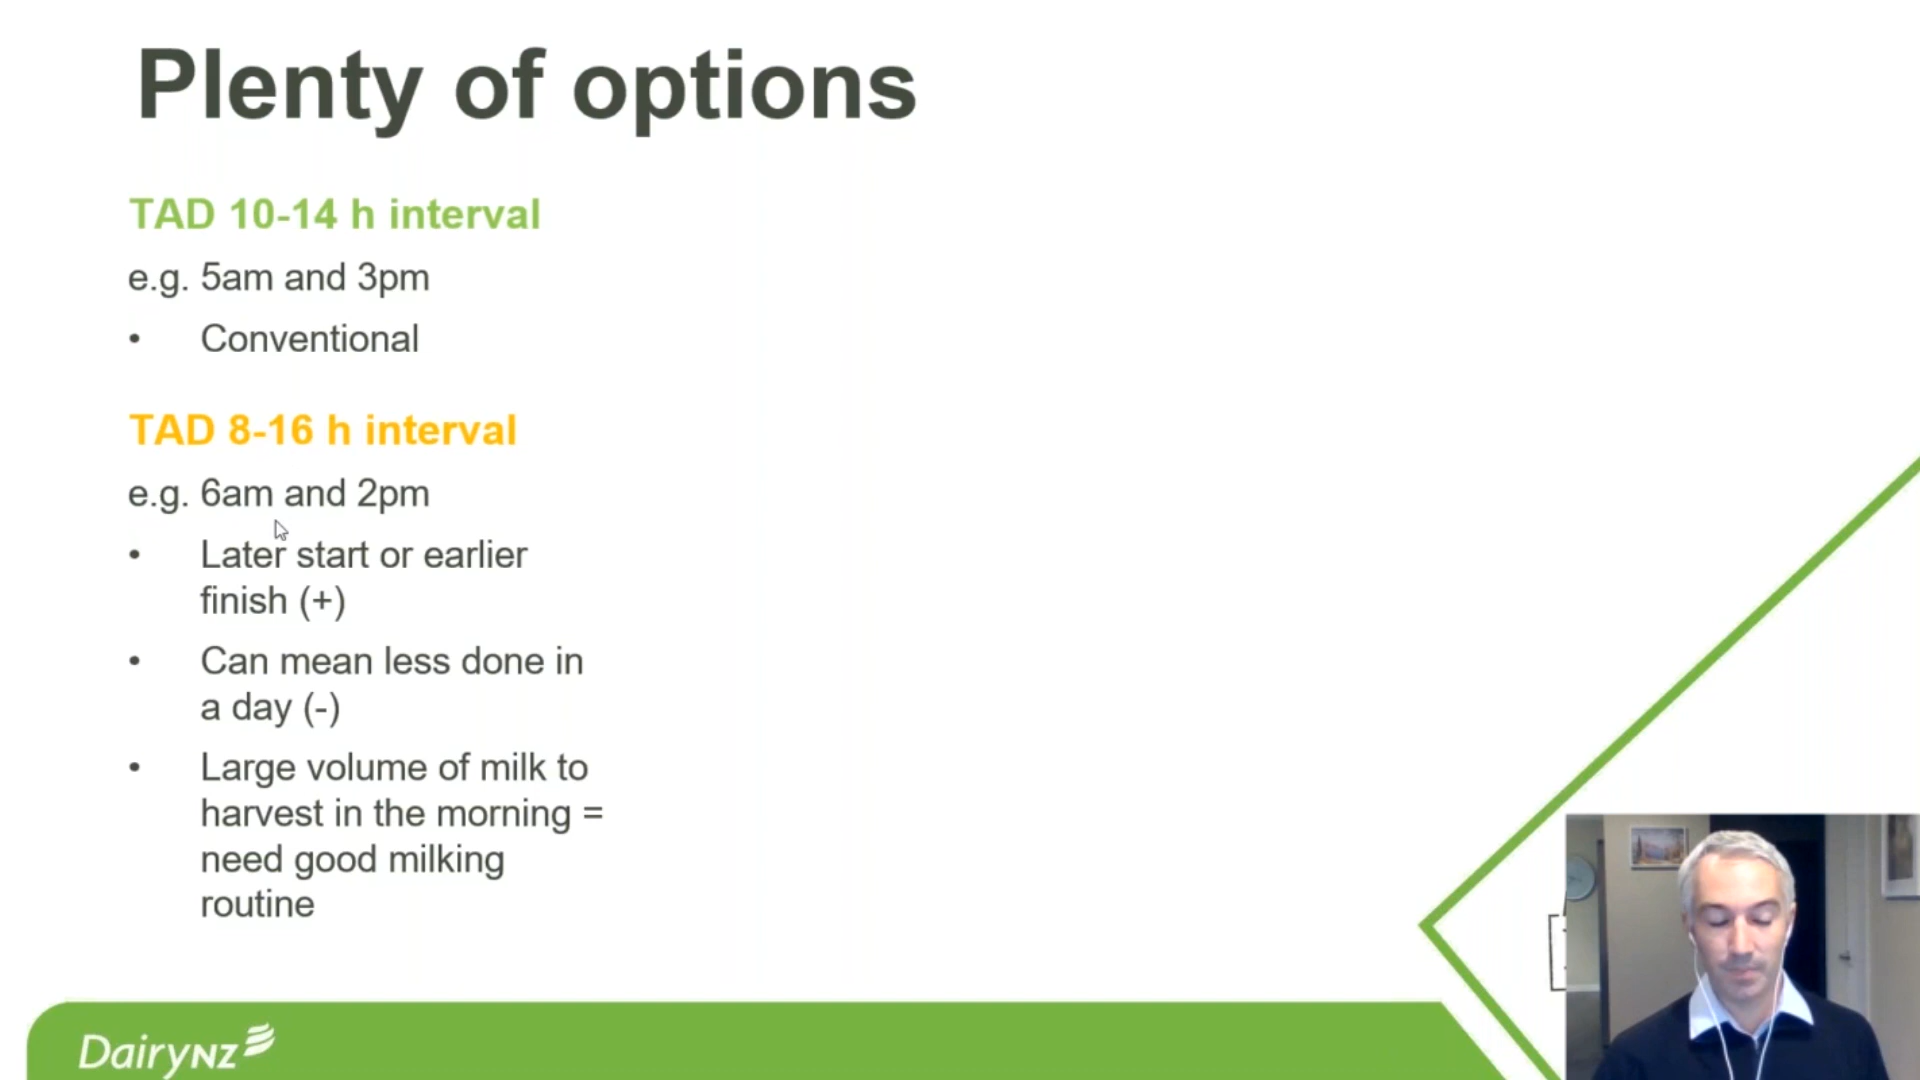 Plenty of options
TAD 10-14 h interval
e.g. 5am and 3pm
• Conventional
TAD 8-16 h interval
e.g. 6am and 2pm
• Later start or earlier
finish (+)
• Can mean less done in
a day (-)
• Large volume of milk to
harvest in the morning =
need good milking
routine
DairyNZ